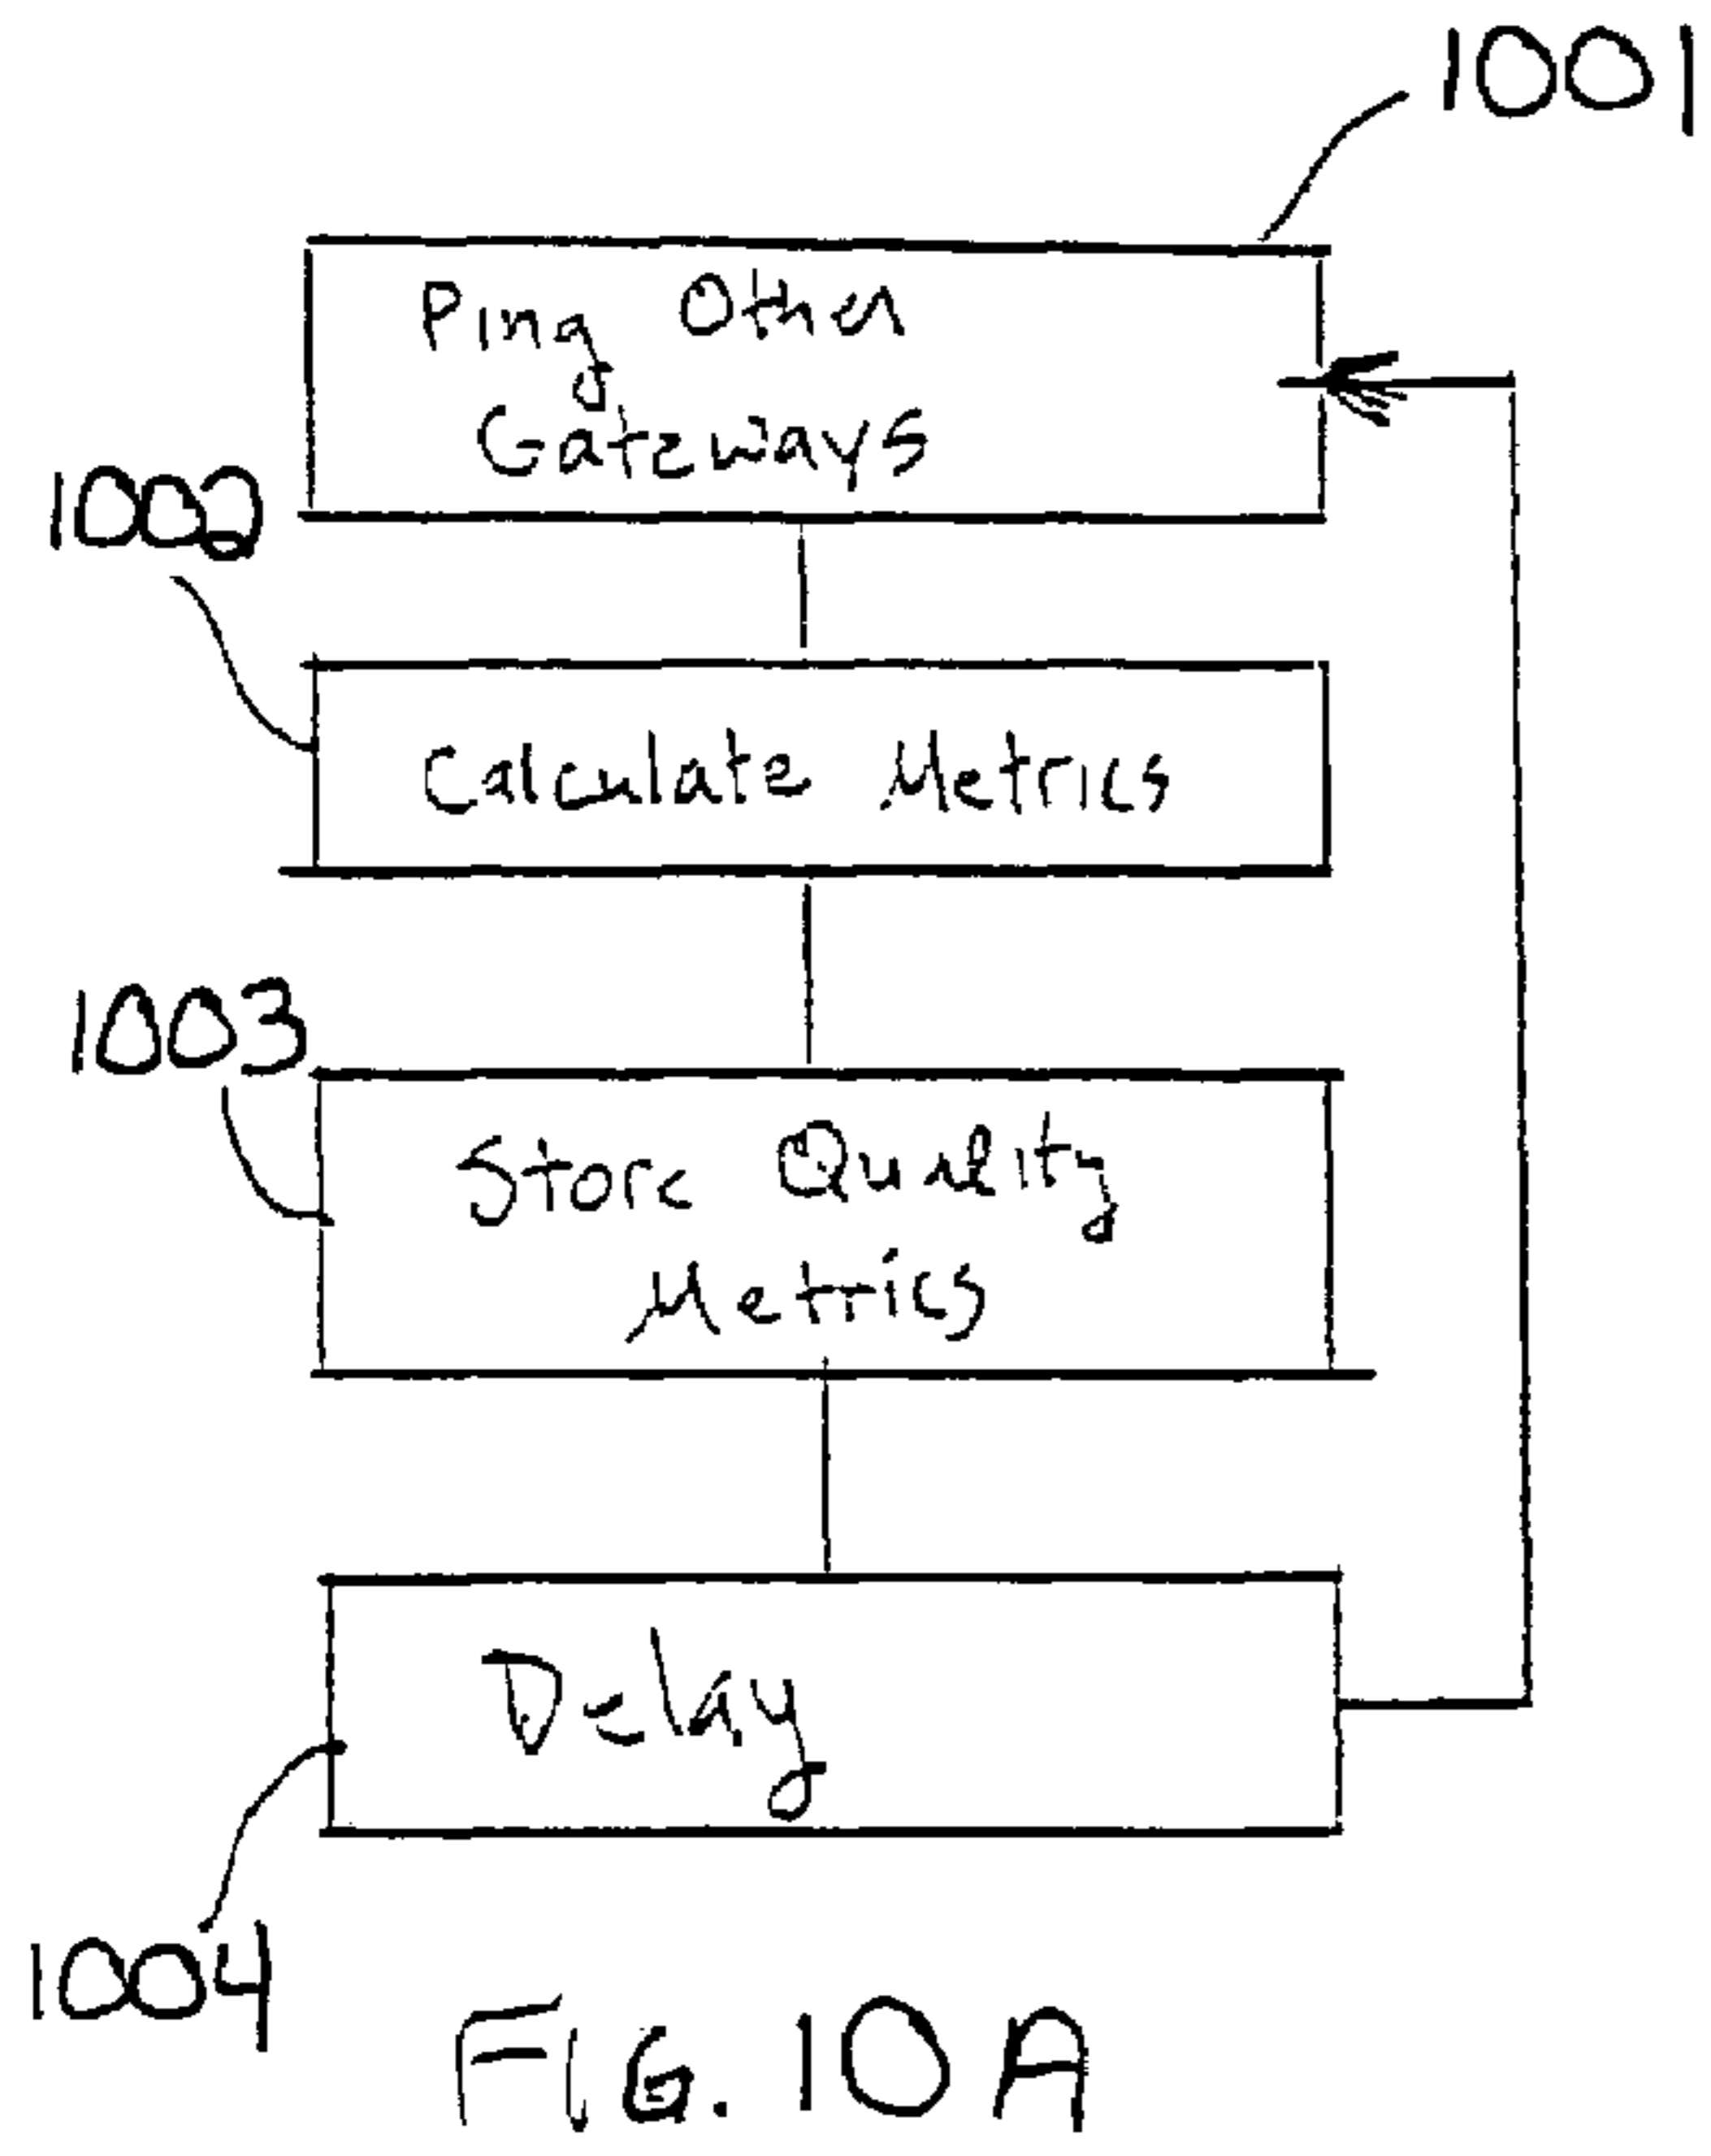 1001
Ping Other
Gateways
1002
Calculate Metrics
1003
Store Quality
Metrics
Delay
1004
FIG. 10A